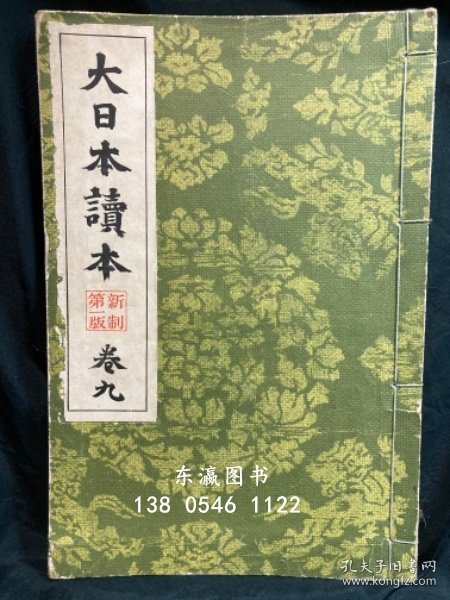 大日本讀本
新制
第一版
卷九
东瀛图书
138 0546 1122
孔夫子旧书网
www.kongfz.com